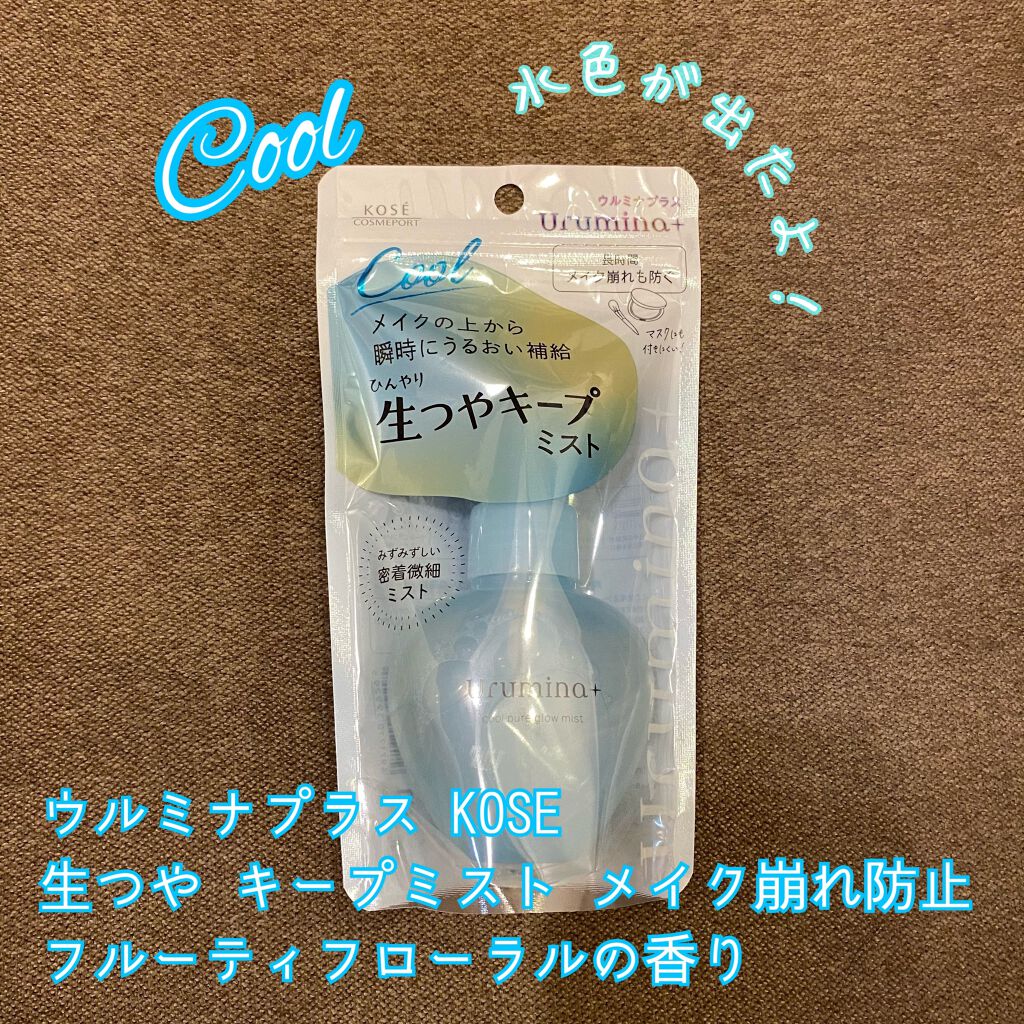 Cool
水色が出たよ!
KOSÉ
COSMEPORT
ウルミナプラス
urumina+
Cool
長時間
メイク崩れも防ぐ
メイクの上から
瞬時にうるおい補給
マスクにも
付きにくい!
ひんやり
生つやキープ
ミスト
みずみずしい
密着微細
ミスト
urumina+
cool pure glow mist
urumina+
ウルミナプラス KOSE
生つや キープミスト メイク崩れ防止
フルーティフローラルの香り